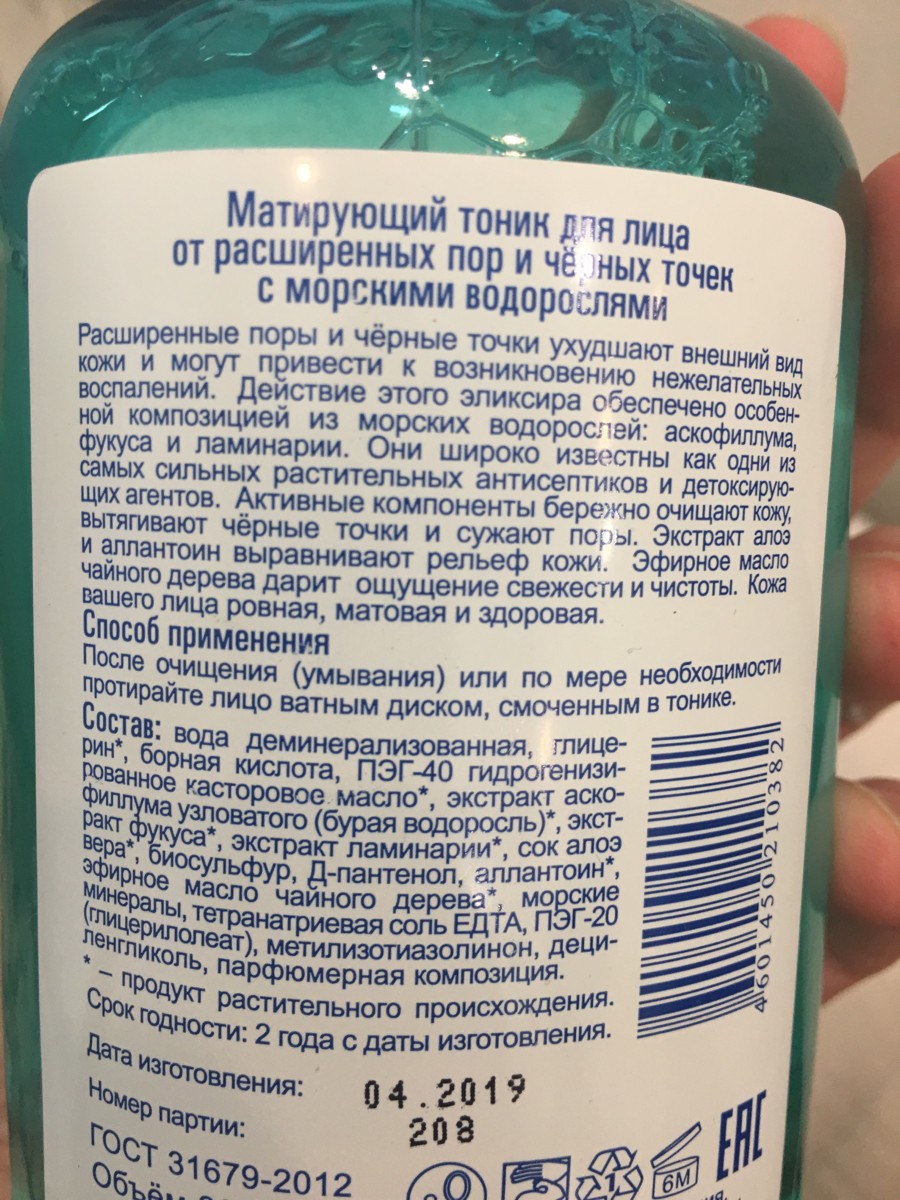 Матирующий тоник для лица
от расширенных пор и чёрных точек
с морскими водорослями
Расширенные поры и чёрные точки ухудшают внешний вид
кожи и могут привести к возникновению нежелательных
воспалений. Действие этого эликсира обеспечено особен-
ной композицией из морских водорослей: аскофиллума,
фукуса и ламинарии. Они широко известны как одни из
самых сильных растительных антисептиков и детоксирую-
щих агентов. Активные компоненты бережно очищают кожу,
вытягивают чёрные точки и сужают поры. Экстракт алоэ
и аллантоин выравнивают рельеф кожи. Эфирное масло
чайного дерева дарит ощущение свежести и чистоты. Кожа
вашего лица ровная, матовая и здоровая.
Способ применения
После очищения (умывания) или по мере необходимости
протирайте лицо ватным диском, смоченным в тонике.
Состав: вода деминерализованная, глице-
рин*, борная кислота, ПЭГ-40 гидрогенизи-
рованное касторовое масло*, экстракт аско-
филлума узловатого (бурая водоросль)*, экст-
ракт фукуса*, экстракт ламинарии*, сок алоэ
вера*, биосульфур, Д-пантенол, аллантоин*,
эфирное масло чайного дерева*, морские
минералы, тетранатриевая соль ЕДТА, ПЭГ-20
(глицерилолеат), метилизотиазолинон, деци-
ленгликоль, парфюмерная композиция.
* – продукт растительного происхождения.
Срок годности: 2 года с даты изготовления.
4601450210382
Дата изготовления: 04.2019
Номер партии: 208
ГОСТ 31679-2012
1
6М
EAC
Объём